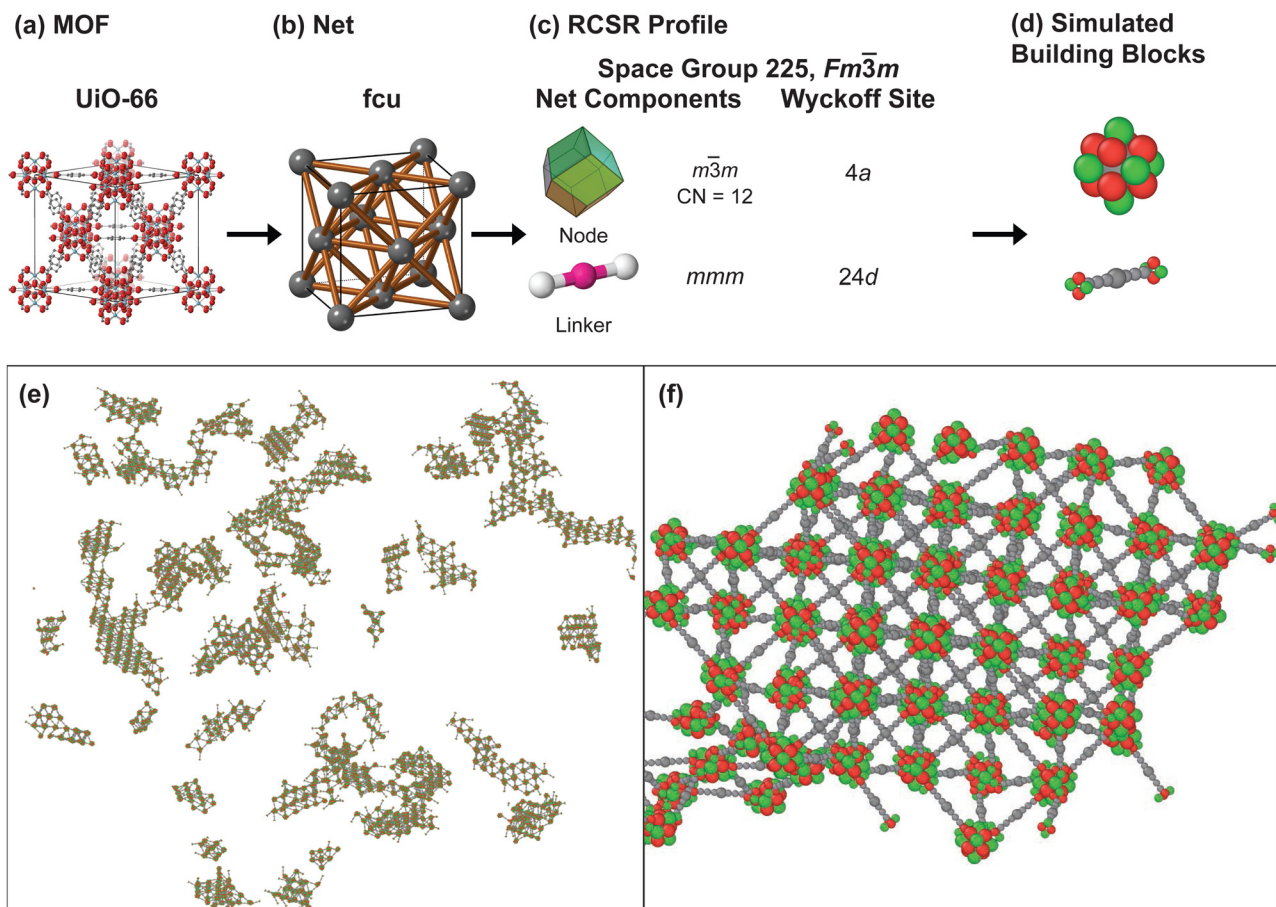 (a) MOF
(b) Net
(c) RCSR Profile
(d) Simulated
Building Blocks
Space Group 225, Fm3̅m
UiO-66
fcu
Net Components
Wyckoff Site
m3̅m
CN = 12
4a
Node
mmm
24d
Linker
(e)
(f)